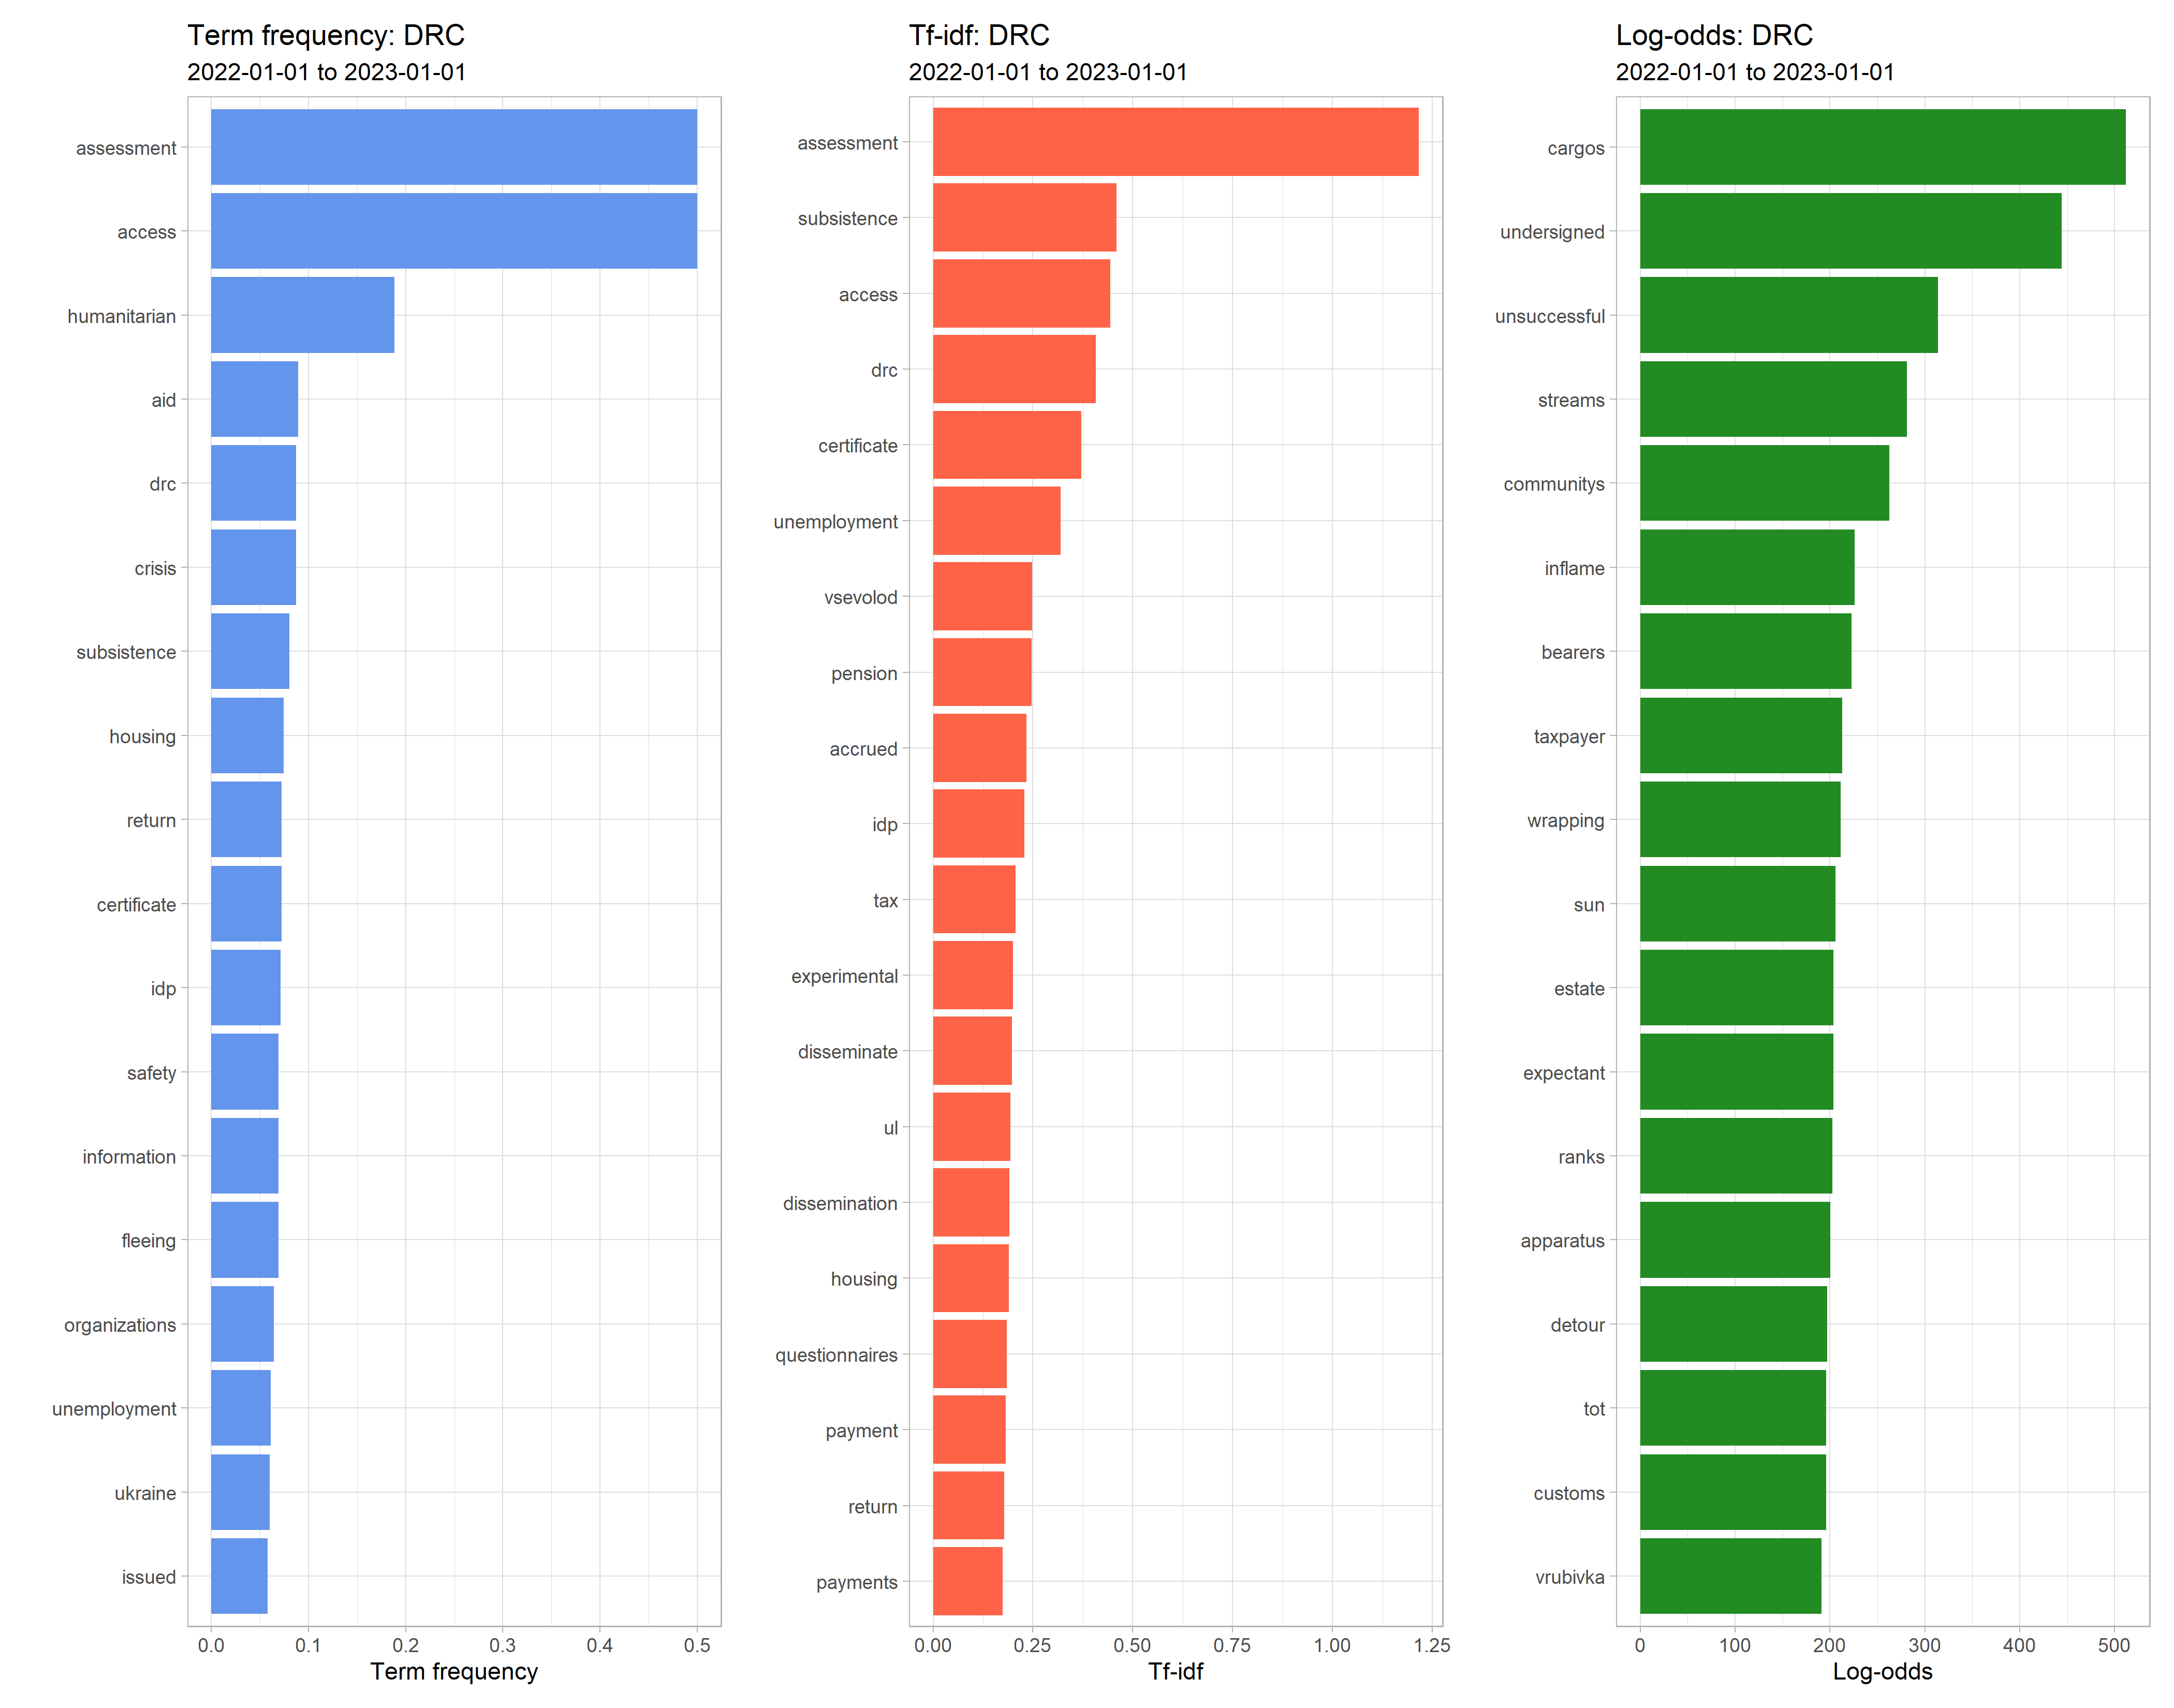 Term frequency: DRC
2022-01-01 to 2023-01-01
assessment
access
humanitarian
aid
drc
crisis
subsistence
housing
return
certificate
idp
safety
information
fleeing
organizations
unemployment
ukraine
issued
0.0 0.1 0.2 0.3 0.4 0.5
Term frequency
Tf-idf: DRC
2022-01-01 to 2023-01-01
assessment
subsistence
access
drc
certificate
unemployment
vsevolod
pension
accrued
idp
tax
experimental
disseminate
ul
dissemination
housing
questionnaires
payment
return
payments
0.00 0.25 0.50 0.75 1.00 1.25
Tf-idf
Log-odds: DRC
2022-01-01 to 2023-01-01
cargos
undersigned
unsuccessful
streams
communitys
inflame
bearers
taxpayer
wrapping
sun
estate
expectant
ranks
apparatus
detour
tot
customs
vrubivka
0 100 200 300 400 500
Log-odds